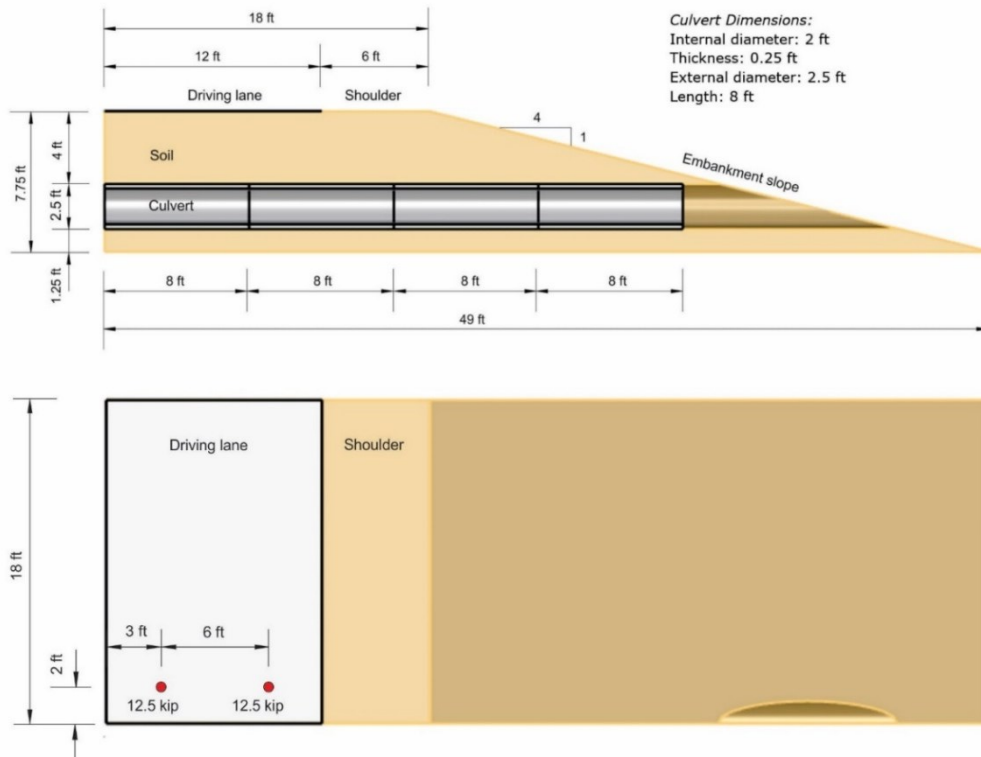 18 ft
12 ft
6 ft
Culvert Dimensions:
Internal diameter: 2 ft
Thickness: 0.25 ft
External diameter: 2.5 ft
Length: 8 ft
Driving lane
Shoulder
4
1
4 ft
Soil
Embankment slope
7.75 ft
2.5 ft
Culvert
1.25 ft
8 ft
8 ft
8 ft
8 ft
49 ft
Driving lane
Shoulder
18 ft
3 ft
6 ft
2 ft
12.5 kip
12.5 kip